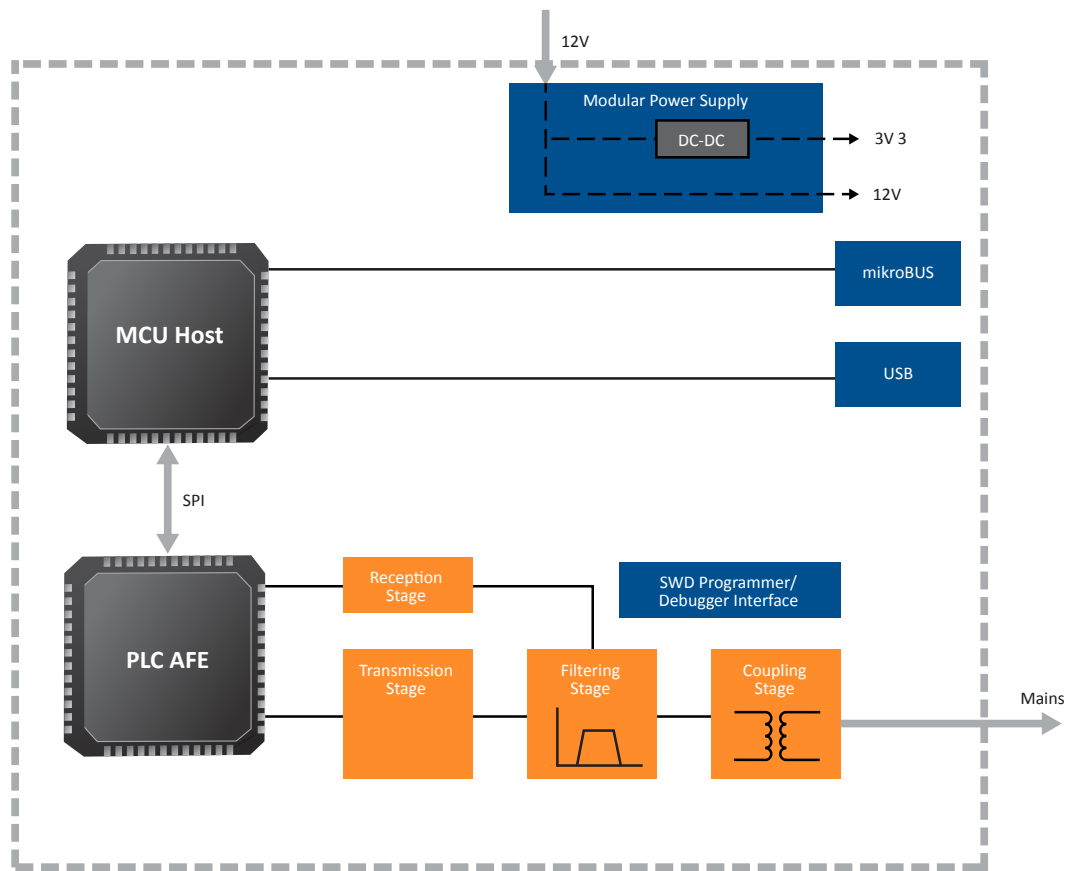 12V
Modular Power Supply
DC-DC
3V 3
12V
mikroBUS
MCU Host
USB
SPI
Reception
Stage
SWD Programmer/
Debugger Interface
PLC AFE
Transmission
Stage
Filtering
Stage
Coupling
Stage
Mains